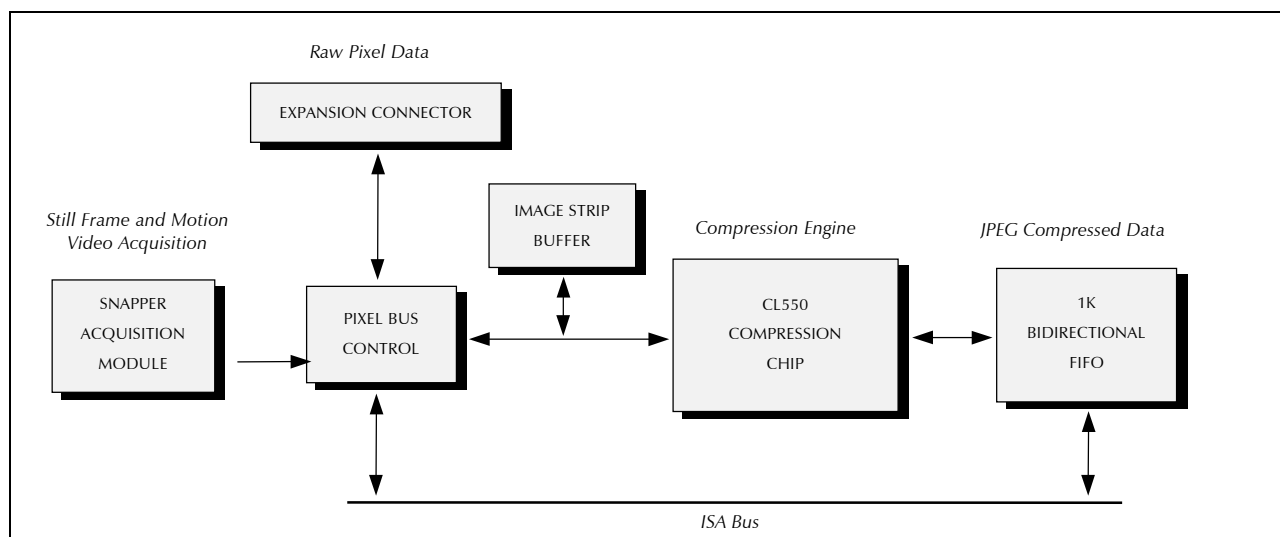 Raw Pixel Data
EXPANSION CONNECTOR
IMAGE STRIP
BUFFER
Still Frame and Motion
Video Acquisition
Compression Engine
JPEG Compressed Data
SNAPPER
ACQUISITION
MODULE
PIXEL BUS
CONTROL
CL550
COMPRESSION
CHIP
1K
BIDIRECTIONAL
FIFO
ISA Bus